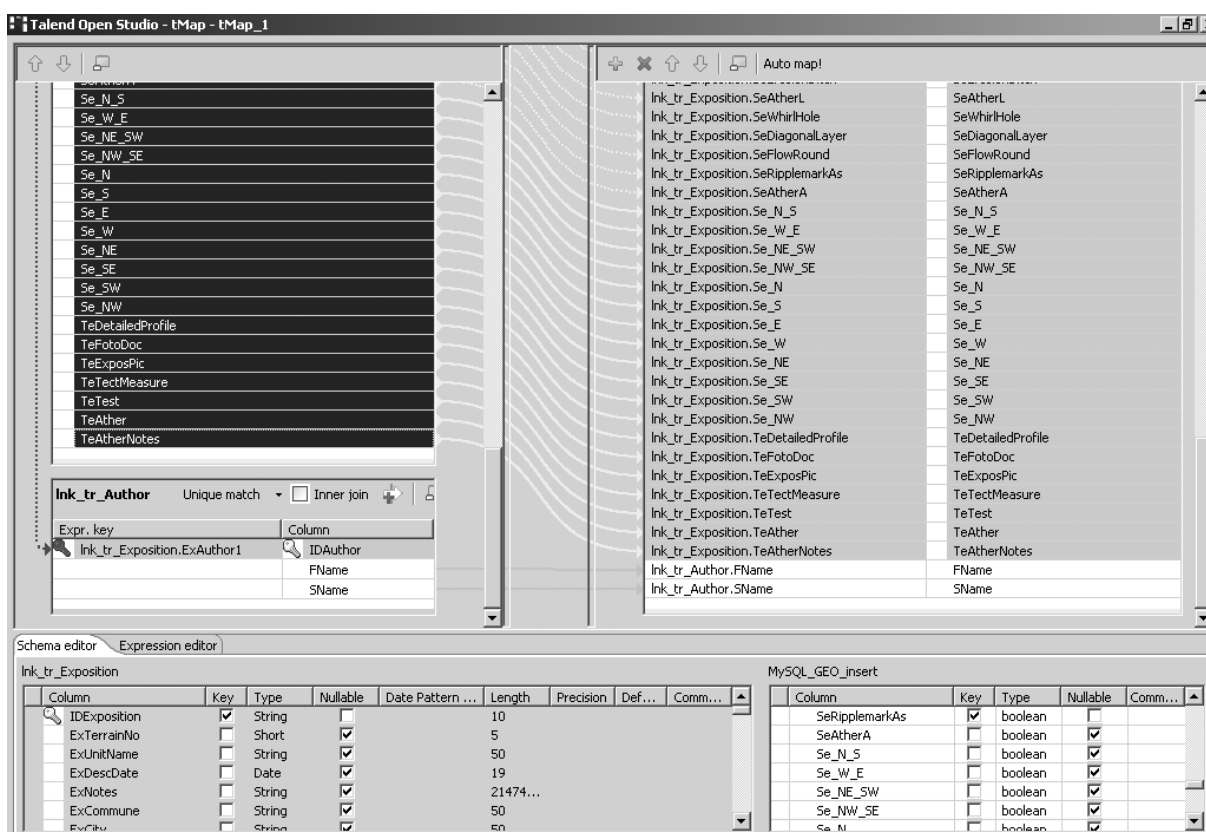 Talend Open Studio - tMap - tMap_1
Auto map!
Se_N_S
Se_W_E
Se_NE_SW
Se_NW_SE
Se_N
Se_S
Se_E
Se_W
Se_NE
Se_SE
Se_SW
Se_NW
TeDetailedProfile
TeFotoDoc
TeExposPic
TeTectMeasure
TeTest
TeAther
TeAtherNotes
lnk_tr_Author Unique match Inner join
Expr. key Column
lnk_tr_Exposition.ExAuthor1 IDAuthor
FName
SName
lnk_tr_Exposition.SeAtherL SeAtherL
lnk_tr_Exposition.SeWhirlHole SeWhirlHole
lnk_tr_Exposition.SeDiagonalLayer SeDiagonalLayer
lnk_tr_Exposition.SeFlowRound SeFlowRound
lnk_tr_Exposition.SeRipplemarkAs SeRipplemarkAs
lnk_tr_Exposition.SeAtherA SeAtherA
lnk_tr_Exposition.Se_N_S Se_N_S
lnk_tr_Exposition.Se_W_E Se_W_E
lnk_tr_Exposition.Se_NE_SW Se_NE_SW
lnk_tr_Exposition.Se_NW_SE Se_NW_SE
lnk_tr_Exposition.Se_N Se_N
lnk_tr_Exposition.Se_S Se_S
lnk_tr_Exposition.Se_E Se_E
lnk_tr_Exposition.Se_W Se_W
lnk_tr_Exposition.Se_NE Se_NE
lnk_tr_Exposition.Se_SE Se_SE
lnk_tr_Exposition.Se_SW Se_SW
lnk_tr_Exposition.Se_NW Se_NW
lnk_tr_Exposition.TeDetailedProfile TeDetailedProfile
lnk_tr_Exposition.TeFotoDoc TeFotoDoc
lnk_tr_Exposition.TeExposPic TeExposPic
lnk_tr_Exposition.TeTectMeasure TeTectMeasure
lnk_tr_Exposition.TeTest TeTest
lnk_tr_Exposition.TeAther TeAther
lnk_tr_Exposition.TeAtherNotes TeAtherNotes
lnk_tr_Author.FName FName
lnk_tr_Author.SName SName
Schema editor Expression editor
lnk_tr_Exposition
Column Key Type Nullable Date Pattern ... Length Precision Def... Comm...
IDExposition String 10
ExTerrainNo Short 5
ExUnitName String 50
ExDescDate Date 19
ExNotes String 21474...
ExCommune String 50
ExCity String 50
MySQL_GEO_insert
Column Key Type Nullable Comm...
SeRipplemarkAs boolean
SeAtherA boolean
Se_N_S boolean
Se_W_E boolean
Se_NE_SW boolean
Se_NW_SE boolean
Se_N boolean